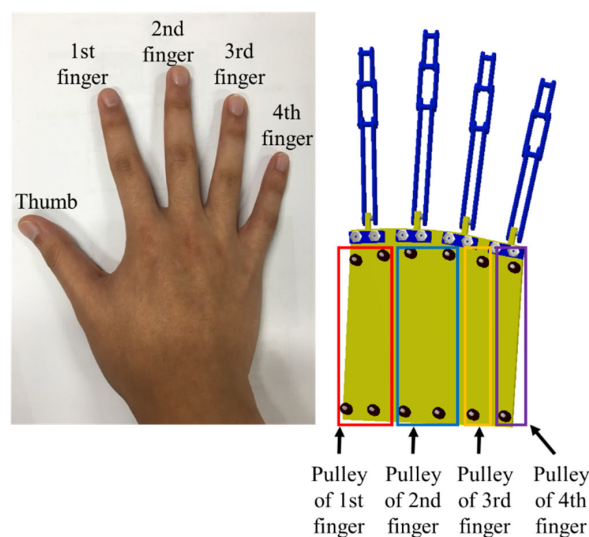 1st
finger
2nd
finger
3rd
finger
4th
finger
Thumb
Pulley
of 1st
finger
Pulley
of 2nd
finger
Pulley
of 3rd
finger
Pulley
of 4th
finger